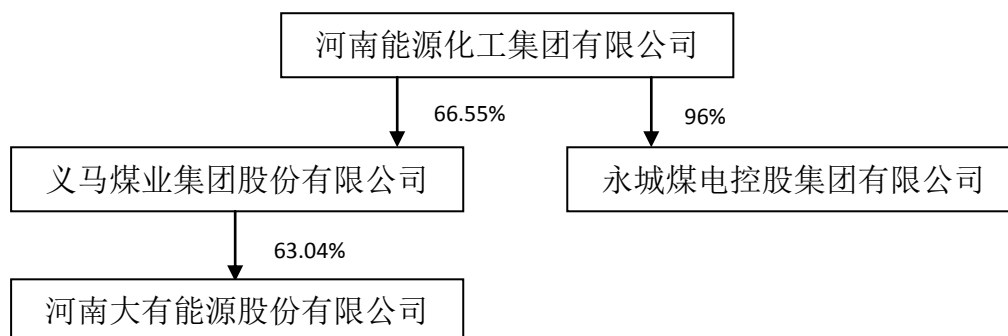 河南能源化工集团有限公司
66.55%
96%
义马煤业集团股份有限公司
永城煤电控股集团有限公司
63.04%
河南大有能源股份有限公司